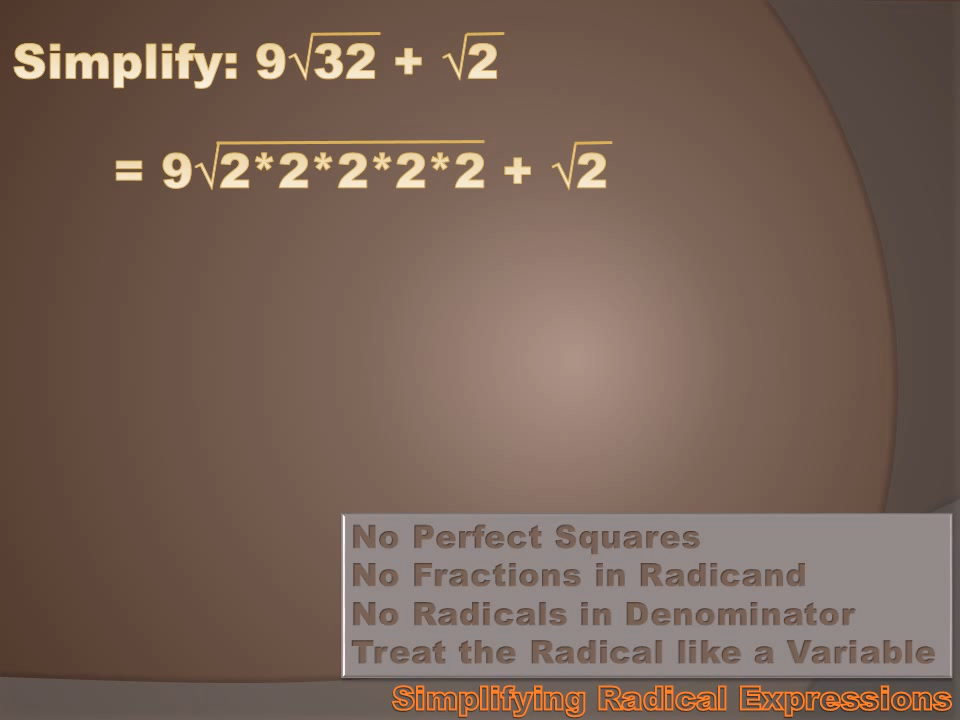 Simplify: 9√32 + √2
= 9√2*2*2*2*2 + √2
No Perfect Squares
No Fractions in Radicand
No Radicals in Denominator
Treat the Radical like a Variable
Simplifying Radical Expressions